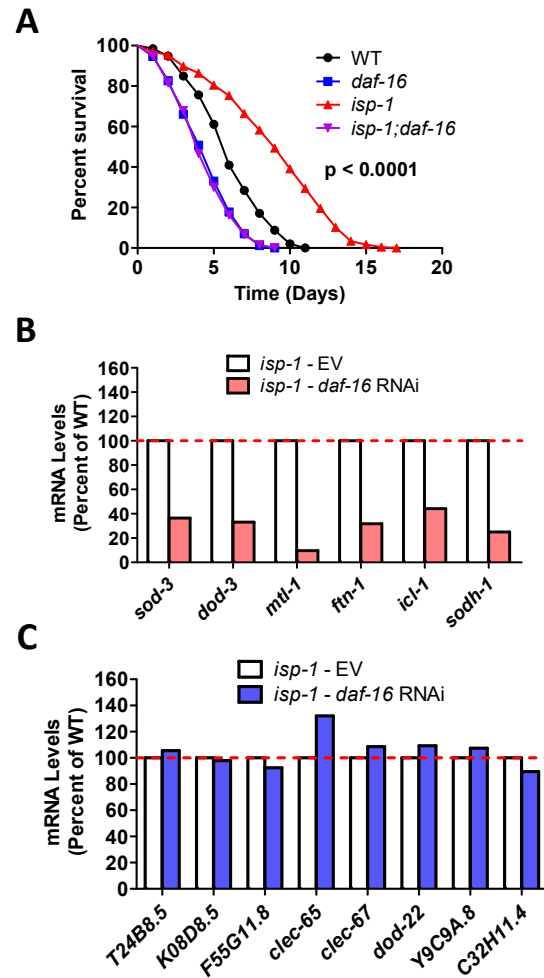 A
Percent survival
100
80
60
40
20
0
0 5 10 15 20
Time (Days)
WT
daf-16
isp-1
isp-1;daf-16
p < 0.0001
B
mRNA Levels
(Percent of WT)
160
140
120
100
80
60
40
20
0
isp-1 - EV
isp-1 - daf-16 RNAi
sod-3 dod-3 mtl-1 ftn-1 icl-1 sodh-1
C
mRNA Levels
(Percent of WT)
160
140
120
100
80
60
40
20
0
isp-1 - EV
isp-1 - daf-16 RNAi
T24B8.5 K08D8.5 F55G11.8 clec-65 clec-67 dod-22 Y9C9A.8 C32H11.4